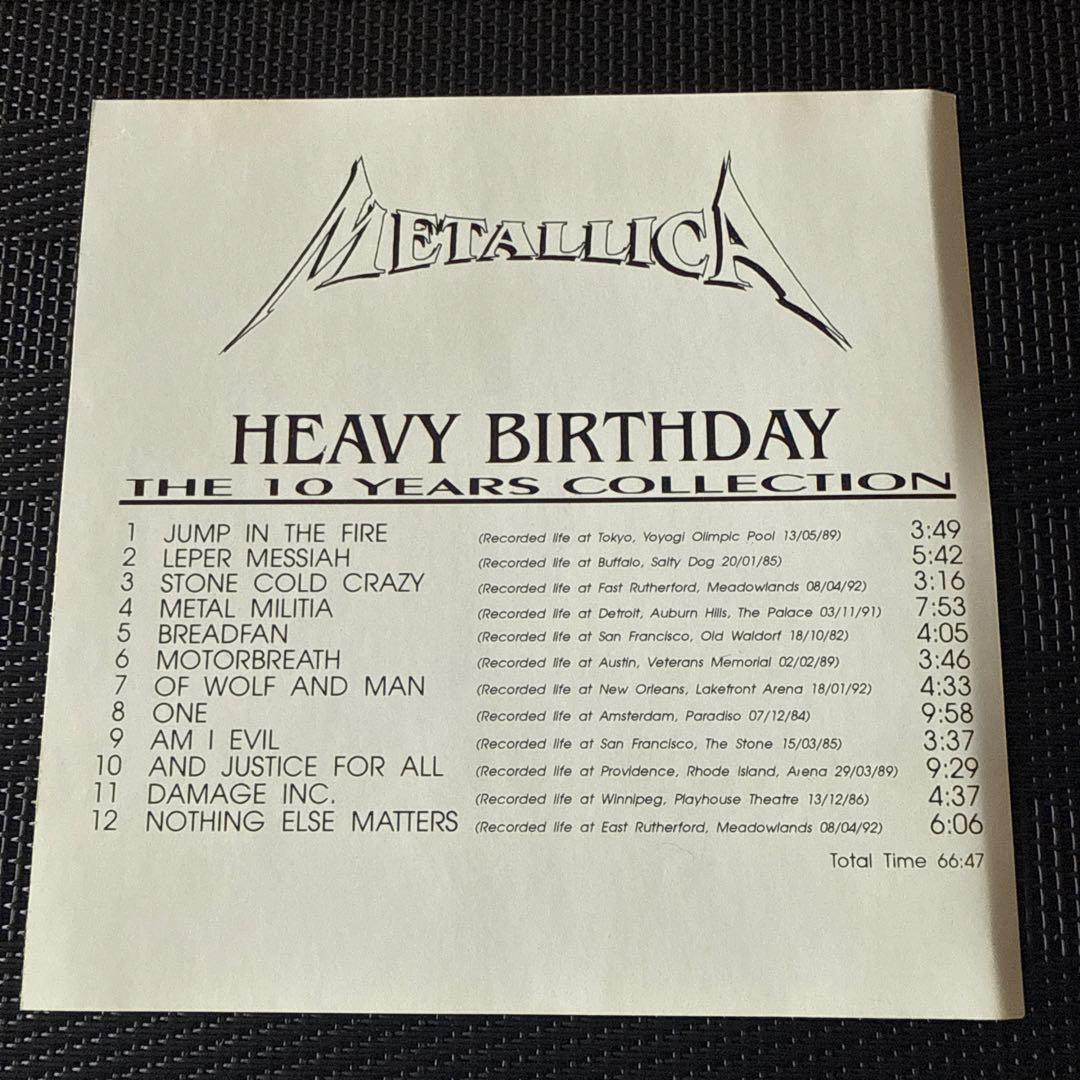 METALLICA
HEAVY BIRTHDAY
THE 10 YEARS COLLECTION
1 JUMP IN THE FIRE (Recorded life at Tokyo, Yoyogi Olimpic Pool 13/05/89) 3:49
2 LEPER MESSIAH (Recorded life at Buffalo, Salty Dog 20/01/85) 5:42
3 STONE COLD CRAZY (Recorded life at East Rutherford, Meadowlands 08/04/92) 3:16
4 METAL MILITIA (Recorded life at Detroit, Auburn Hills, The Palace 03/11/91) 7:53
5 BREADFAN (Recorded life at San Francisco, Old Waldorf 18/10/82) 4:05
6 MOTORBREATH (Recorded life at Austin, Veterans Memorial 02/02/89) 3:46
7 OF WOLF AND MAN (Recorded life at New Orleans, Lakefront Arena 18/01/92) 4:33
8 ONE (Recorded life at Amsterdam, Paradiso 07/12/84) 9:58
9 AM I EVIL (Recorded life at San Francisco, The Stone 15/03/85) 3:37
10 AND JUSTICE FOR ALL (Recorded life at Providence, Rhode Island, Arena 29/03/89) 9:29
11 DAMAGE INC. (Recorded life at Winnipeg, Playhouse Theatre 13/12/86) 4:37
12 NOTHING ELSE MATTERS (Recorded life at East Rutherford, Meadowlands 08/04/92) 6:06
Total Time 66:47